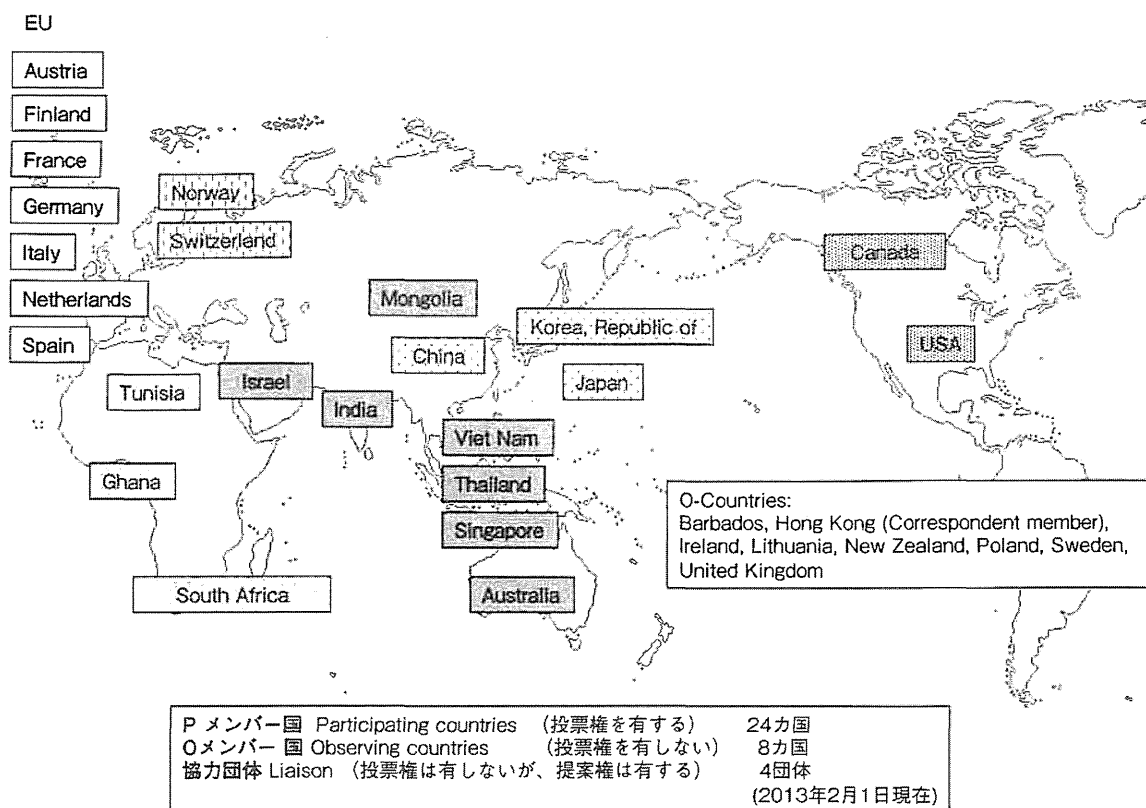 EU
Austria
Finland
France
Germany
Italy
Netherlands
Spain
Norway
Switzerland
Mongolia
Korea, Republic of
China
Japan
Tunisia
Israel
India
Viet Nam
Thailand
Singapore
Ghana
South Africa
Australia
Canada
USA
O-Countries:
Barbados, Hong Kong (Correspondent member),
Ireland, Lithuania, New Zealand, Poland, Sweden,
United Kingdom
P メンバー国 Participating countries （投票権を有する） 24カ国
Oメンバー 国 Observing countries （投票権を有しない） 8カ国
協力団体 Liaison （投票権は有しないが、提案権は有する） 4団体
(2013年2月1日現在)